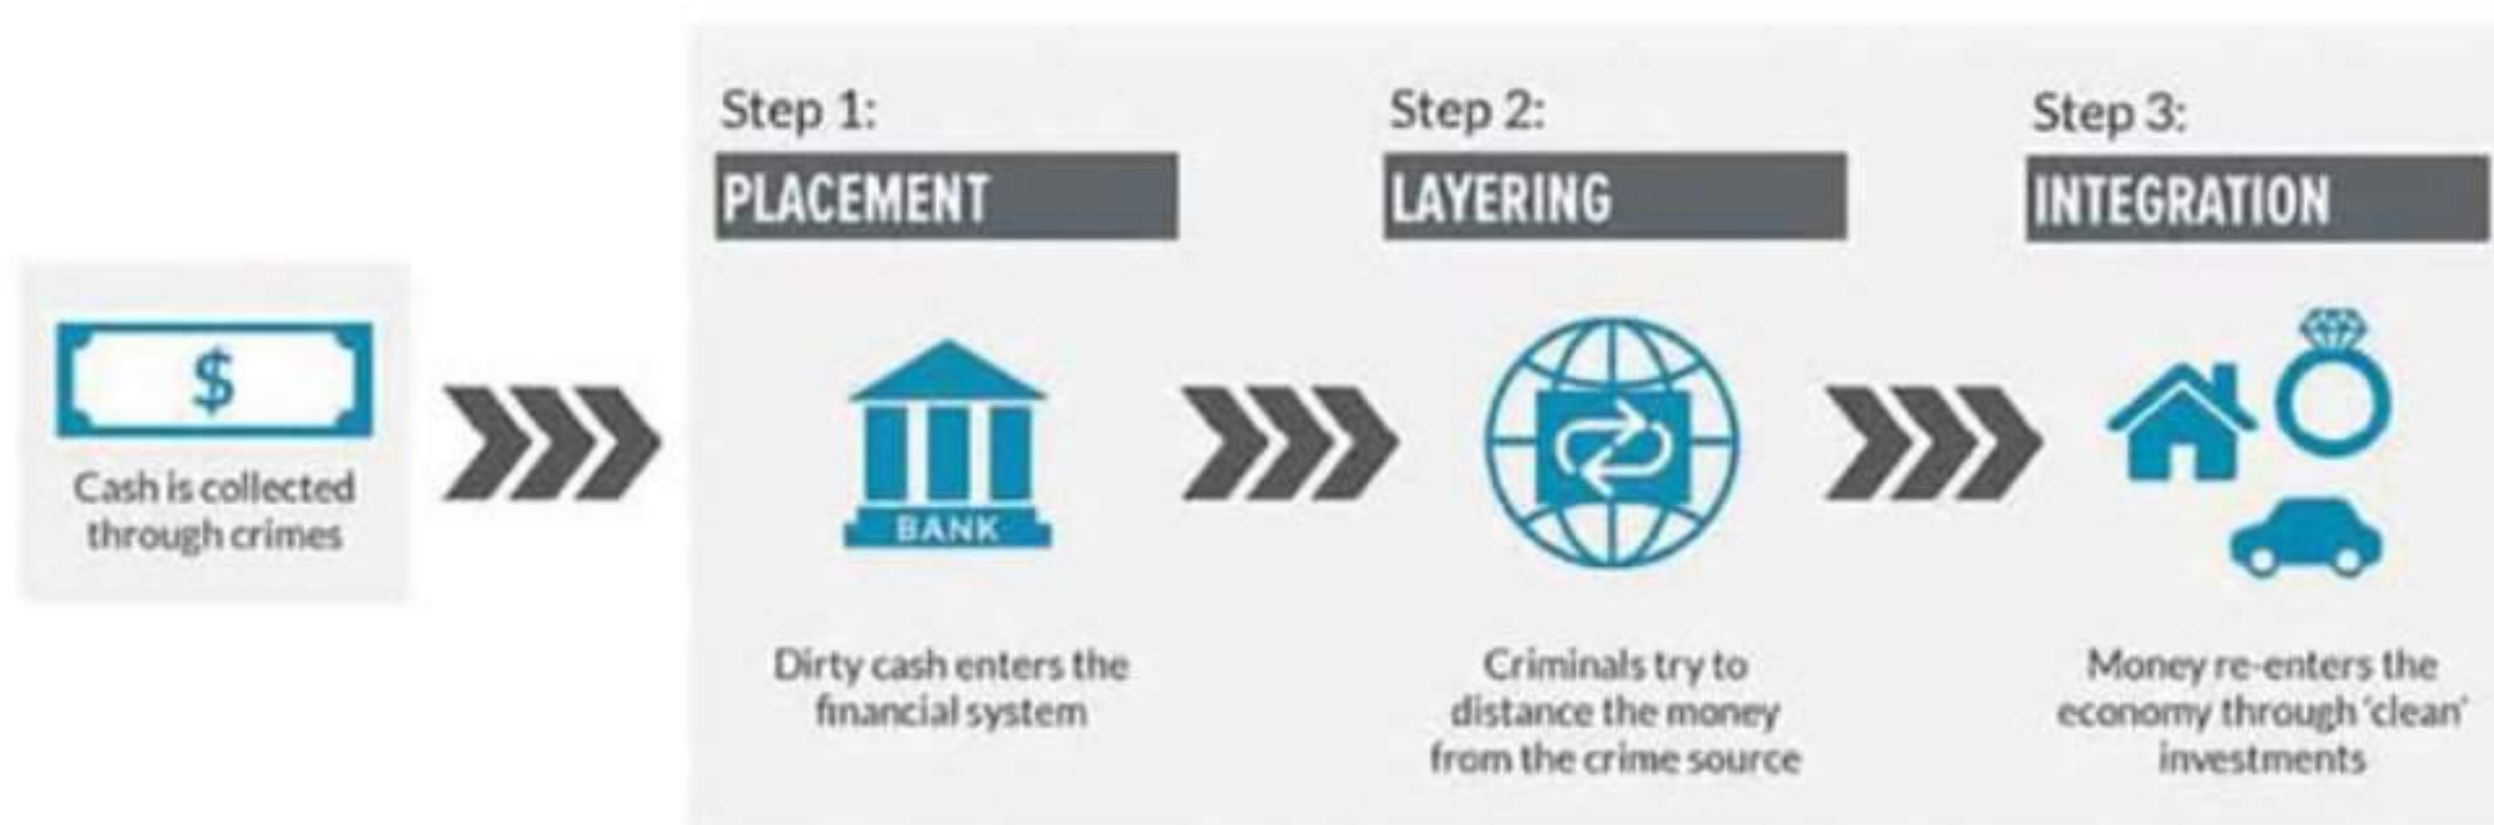 $
Cash is collected
through crimes
Step 1:
PLACEMENT
BANK
Dirty cash enters the
financial system
Step 2:
LAYERING
Criminals try to
distance the money
from the crime source
Step 3:
INTEGRATION
Money re-enters the
economy through 'clean'
investments